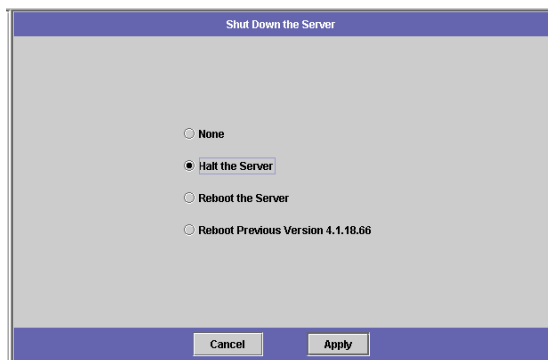 Shut Down the Server
None
Halt the Server
Reboot the Server
Reboot Previous Version 4.1.18.66
Cancel Apply